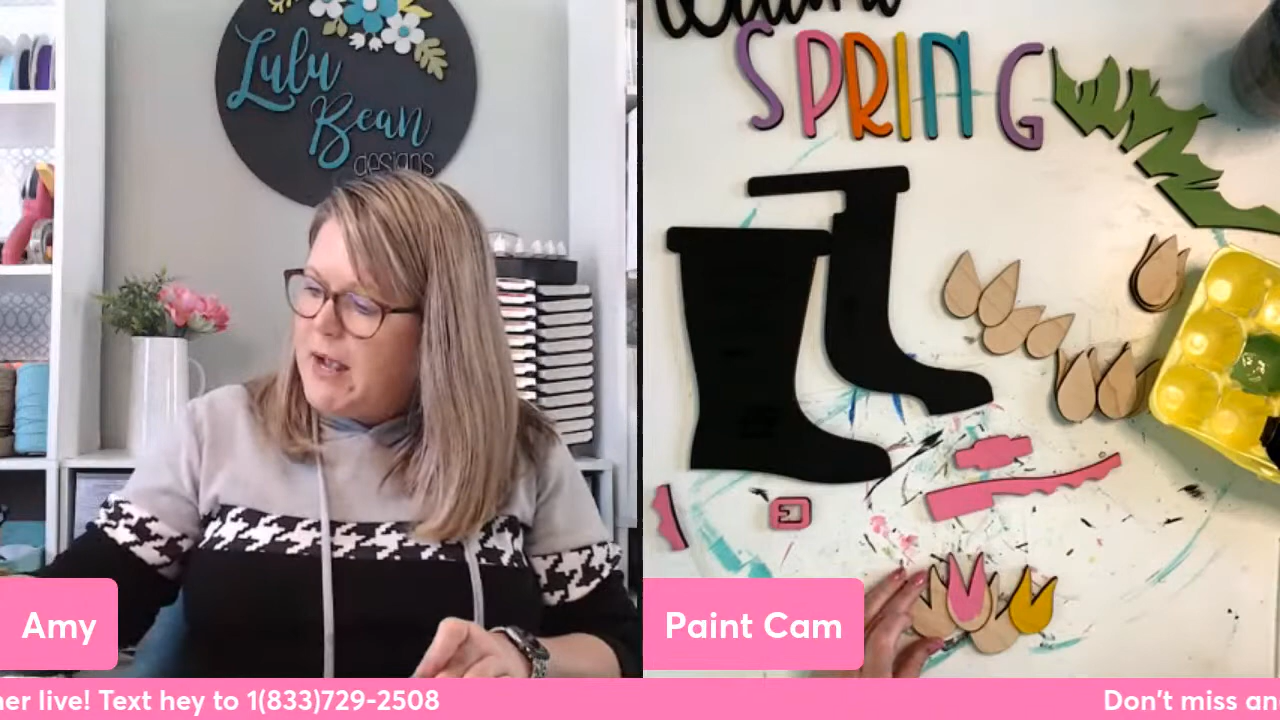 Lulu
Bean
designs
SPRING
Amy
Paint Cam
her live! Text hey to 1(833)729-2508
Don't miss an